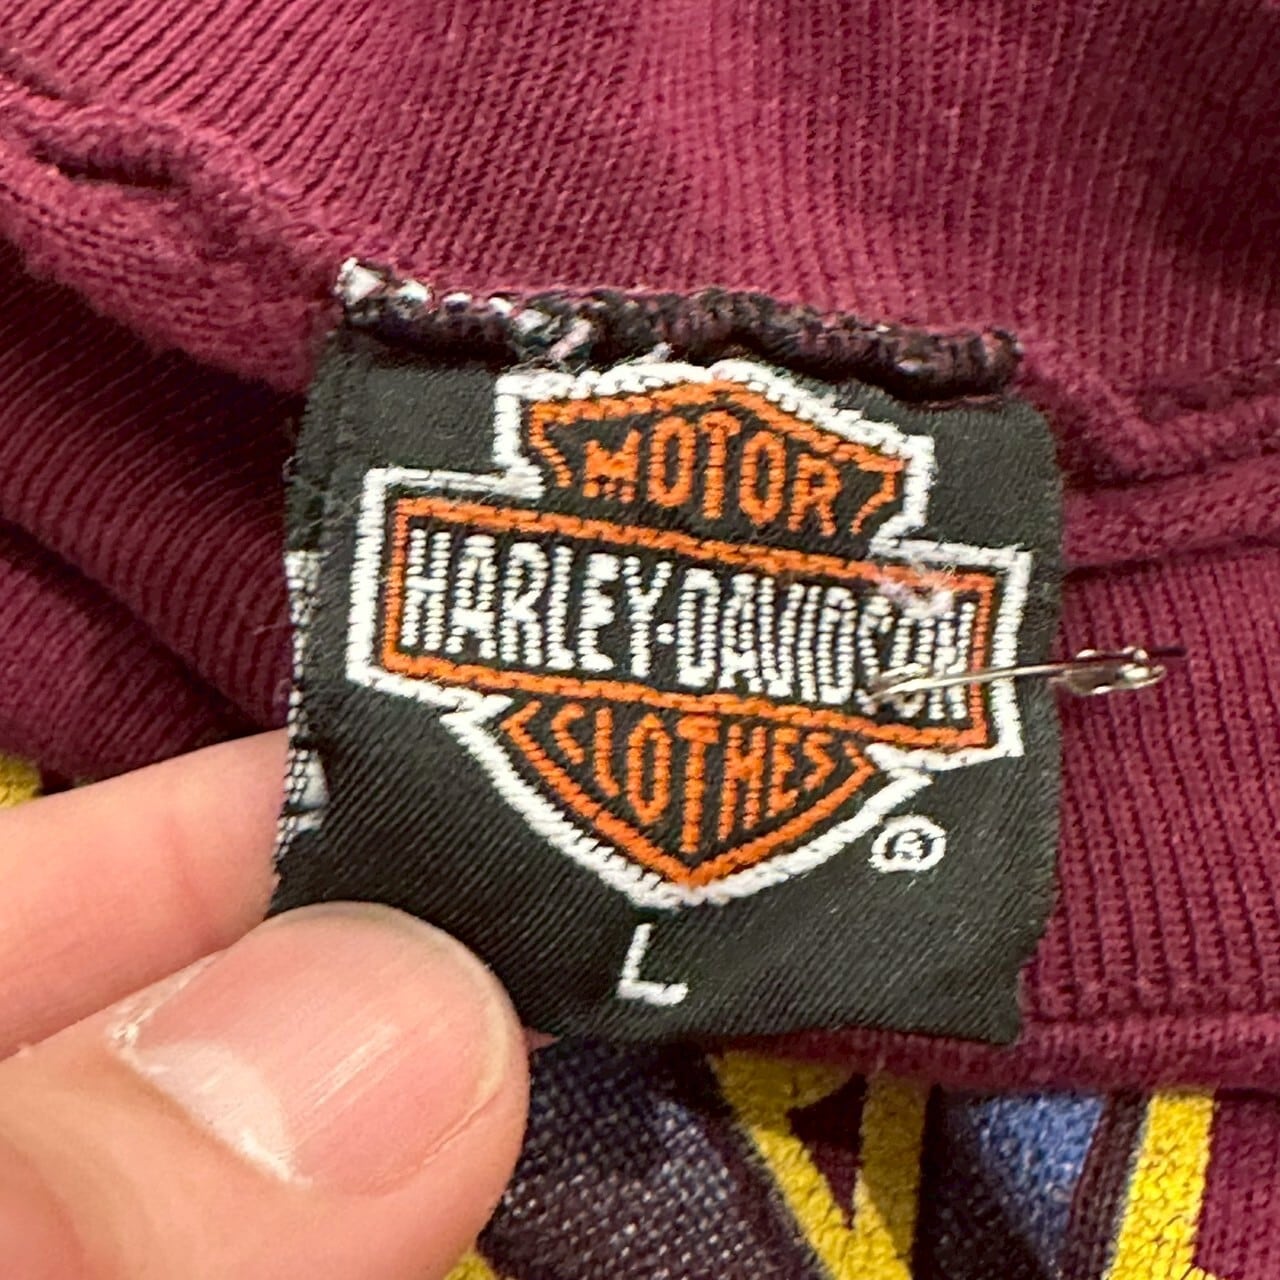 MOTOR
HARLEY-DAVIDSON
CLOTHES
®
L